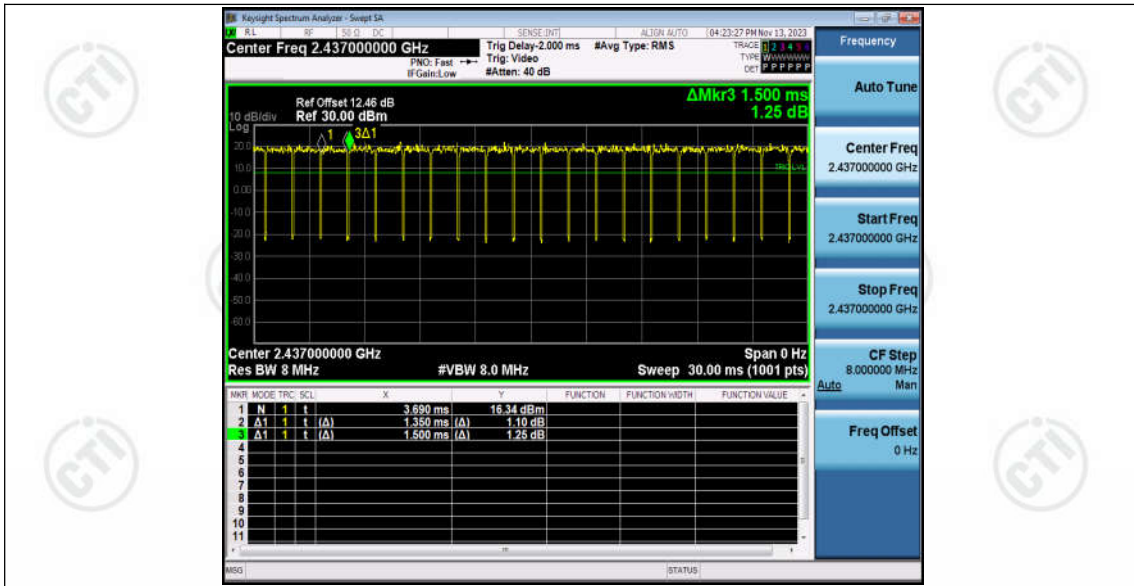 Keysight Spectrum Analyzer - Swept SA
RL RF 50 Ω DC SENSE:INT ALIGN AUTO 04:23:27 PM Nov 13, 2023
Center Freq 2.437000000 GHz
PNO: Fast
IFGain:Low
Trig Delay-2.000 ms
Trig: Video
#Atten: 40 dB
#Avg Type: RMS
TRACE 1 2 3 4 5 6
TYPE
DET P P P P P P
ΔMkr3 1.500 ms
1.25 dB
Ref Offset 12.46 dB
10 dB/div Ref 30.00 dBm
Log
1 3Δ1
20.0
10.0
TRIG LVL
0.00
-10.0
-20.0
-30.0
-40.0
-50.0
-60.0
Center 2.437000000 GHz Span 0 Hz
Res BW 8 MHz #VBW 8.0 MHz Sweep 30.00 ms (1001 pts)
MKR MODE TRC SCL X Y FUNCTION FUNCTION WIDTH FUNCTION VALUE
1 N 1 t 3.690 ms 16.34 dBm
2 Δ1 1 t (Δ) 1.350 ms (Δ) 1.10 dB
3 Δ1 1 t (Δ) 1.500 ms (Δ) 1.25 dB
4
5
6
7
8
9
10
11
MSG STATUS
Frequency
Auto Tune
Center Freq
2.437000000 GHz
Start Freq
2.437000000 GHz
Stop Freq
2.437000000 GHz
CF Step
8.000000 MHz
Auto Man
Freq Offset
0 Hz
CTI
CTI
CTI
CTI